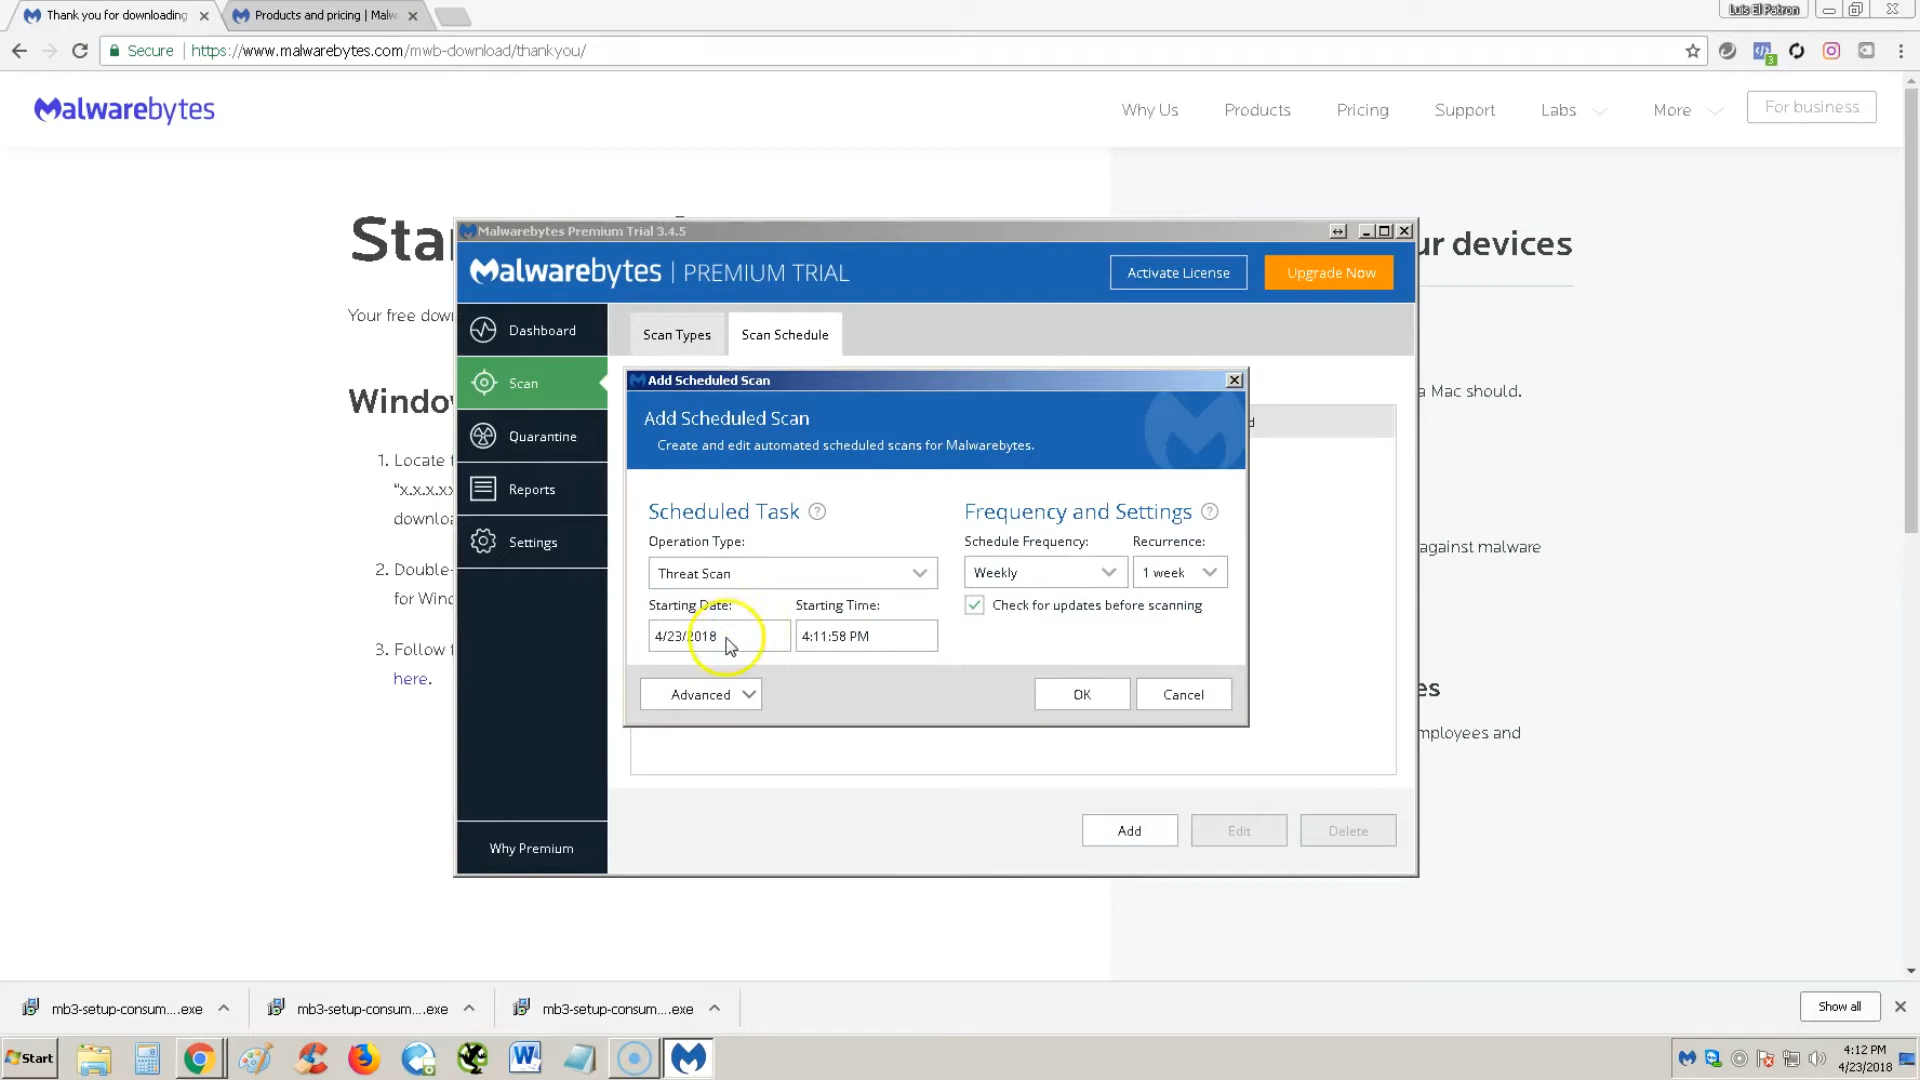 Thank you for downloading
Products and pricing | Malw
Luis El Patron
Secure
https://www.malwarebytes.com/mwb-download/thankyou/
3
Malwarebytes
Why Us
Products
Pricing
Support
Labs
More
For business
Sta
ur devices
Your free dow
a Mac should.
Windo
1. Locate
"x.x.x.xx
downloa
against malware
2. Double-
for Wind
3. Follow
here.
es
mployees and
Malwarebytes Premium Trial 3.4.5
Malwarebytes | PREMIUM TRIAL
Activate License
Upgrade Now
Dashboard
Scan
Quarantine
Reports
Settings
Why Premium
Scan Types
Scan Schedule
d
Add Scheduled Scan
Add Scheduled Scan
Create and edit automated scheduled scans for Malwarebytes.
Scheduled Task ?
Frequency and Settings ?
Operation Type:
Schedule Frequency:
Recurrence:
Threat Scan
Weekly
1 week
Starting Date:
Starting Time:
Check for updates before scanning
4/23/2018
4:11:58 PM
Advanced
OK
Cancel
Add
Edit
Delete
mb3-setup-consum....exe
mb3-setup-consum....exe
mb3-setup-consum....exe
Show all
Start
4:12 PM
4/23/2018